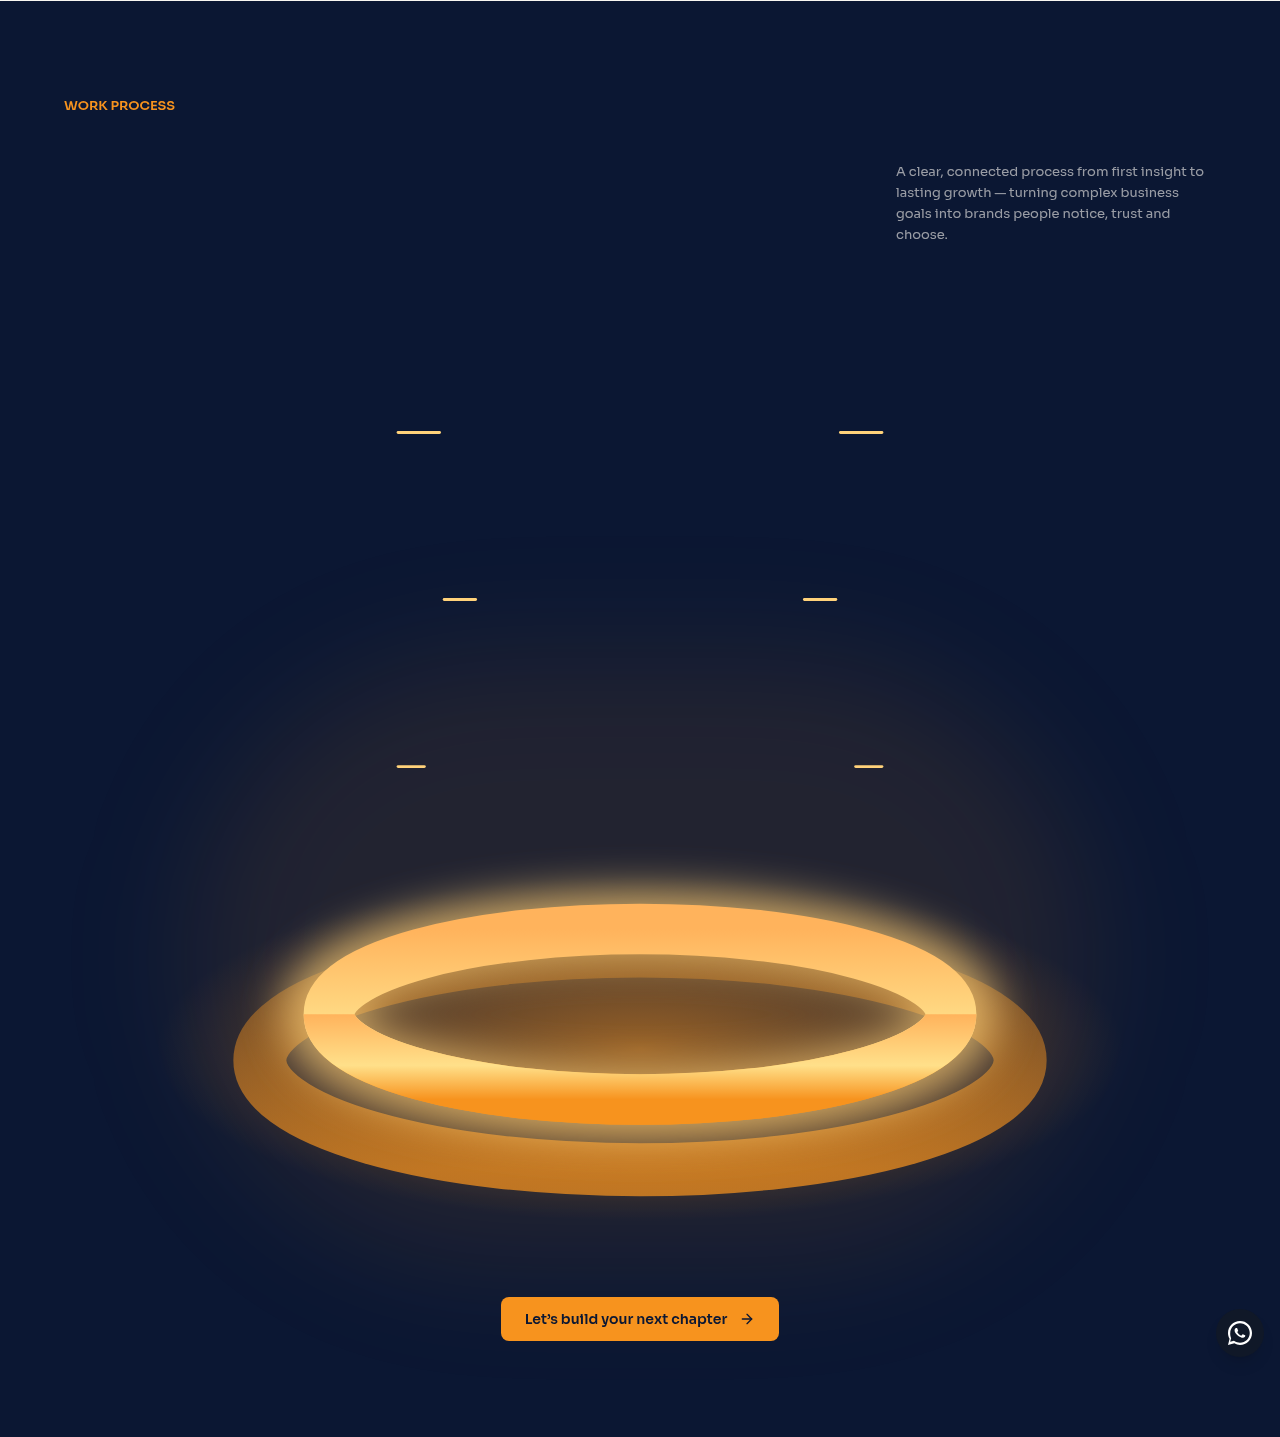 WORK PROCESS
A clear, connected process from first insight to
lasting growth — turning complex business
goals into brands people notice, trust and
choose.
Let’s build your next chapter